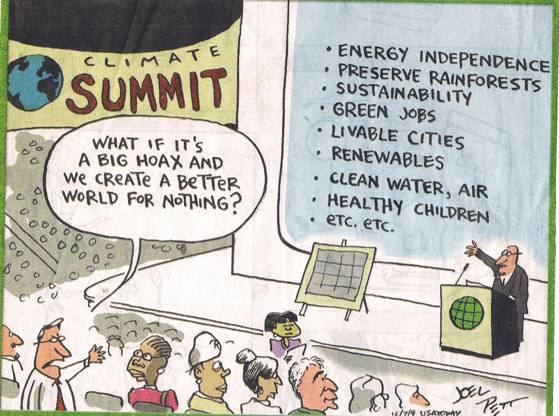 CLIMATE
SUMMIT
WHAT IF IT'S
A BIG HOAX AND
WE CREATE A BETTER
WORLD FOR NOTHING?
• ENERGY INDEPENDENCE
• PRESERVE RAINFORESTS
• SUSTAINABILITY
• GREEN JOBS
• LIVABLE CITIES
• RENEWABLES
• CLEAN WATER, AIR
• HEALTHY CHILDREN
• ETC. ETC.
JOEL
PETT
USA TODAY